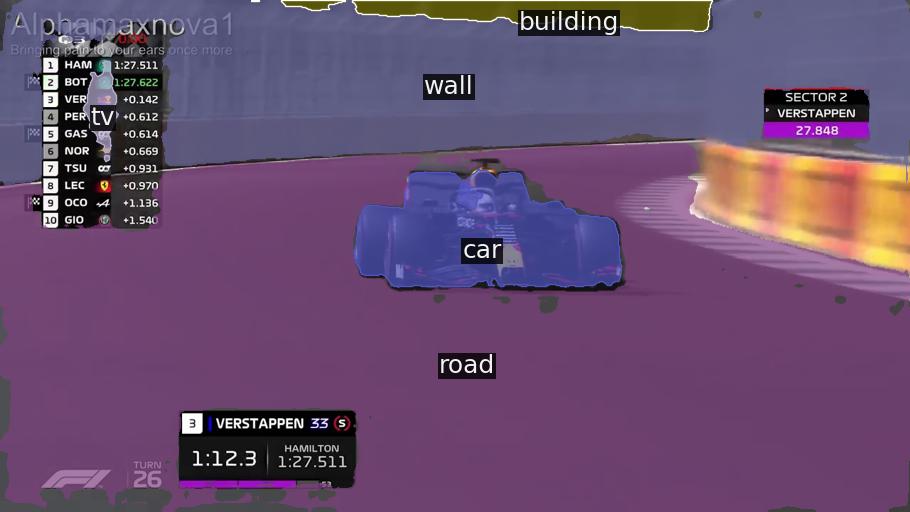 building
Alphamaxnova1
Bringing pain to your ears once more
1 HAM 1:27.511
2 BOT 1:27.622
3 VER +0.142
4 PER +0.612
5 GAS +0.614
6 NOR +0.669
7 TSU +0.931
8 LEC +0.970
9 OCO +1.136
10 GIO +1.540
tv
wall
SECTOR 2
VERSTAPPEN
27.848
car
road
3 VERSTAPPEN 33 S
1:12.3
HAMILTON
1:27.511
F1
TURN
26